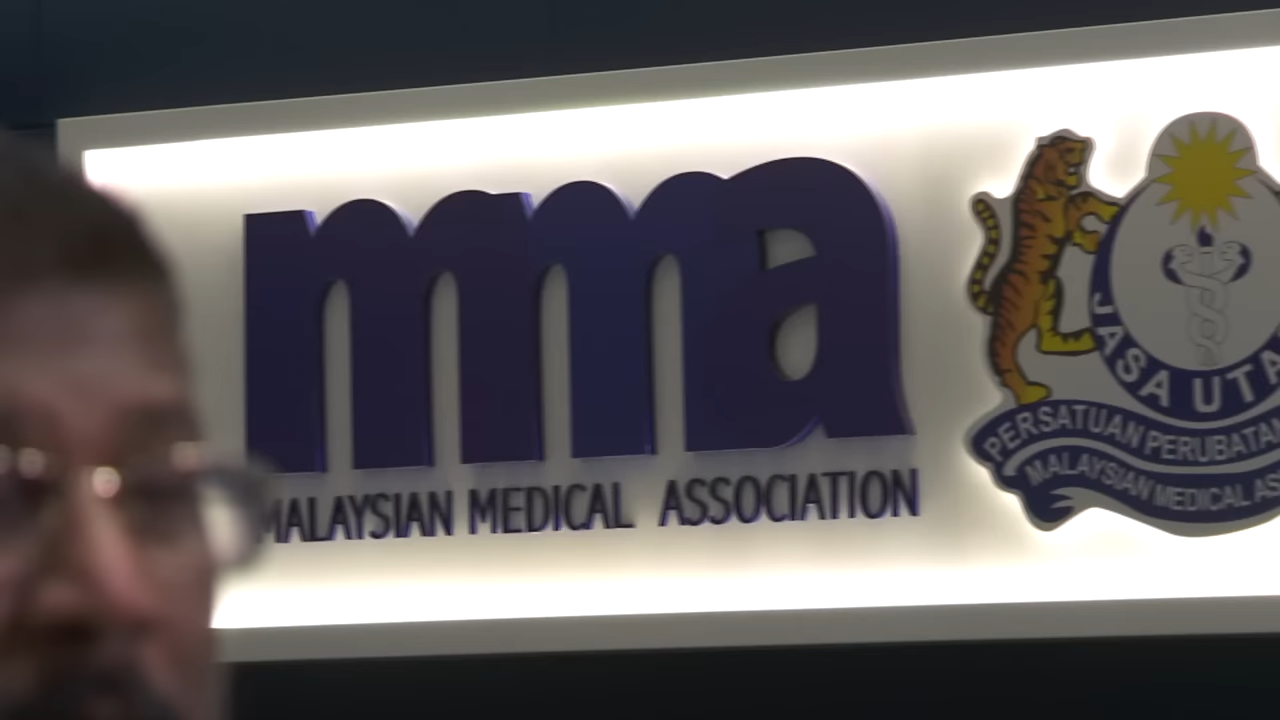 mma
MALAYSIAN MEDICAL ASSOCIATION
JASA UTA
PERSATUAN PERUBATAN
MALAYSIAN MEDICAL AS